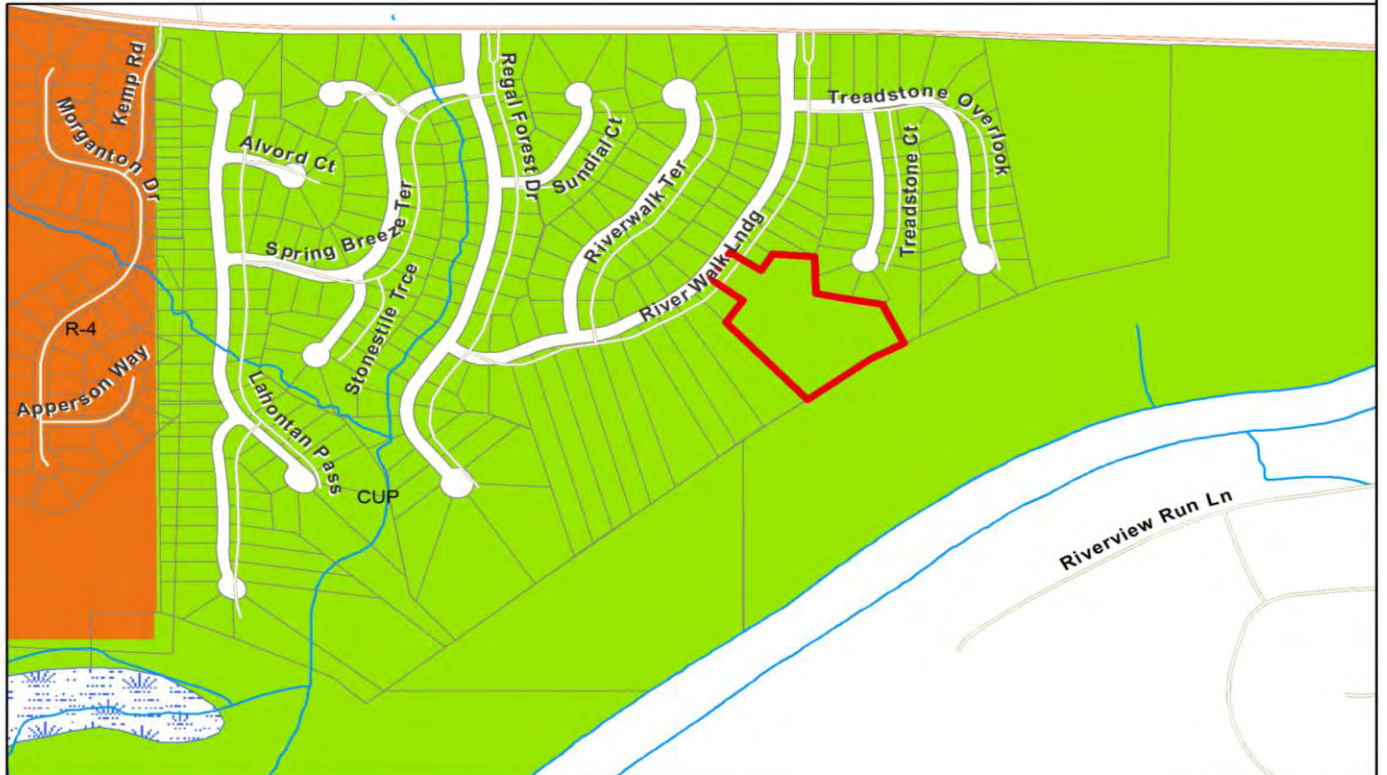 Kemp Rd
Morganton Dr
Alvord Ct
Regal Forest Dr
Sundial Ct
Treadstone Overlook
Treadstone Ct
Spring Breeze Ter
Riverwalk Ter
River Walk Lndg
Stonestile Trce
R-4
Apperson Way
Lahontan Pass
CUP
Riverview Run Ln